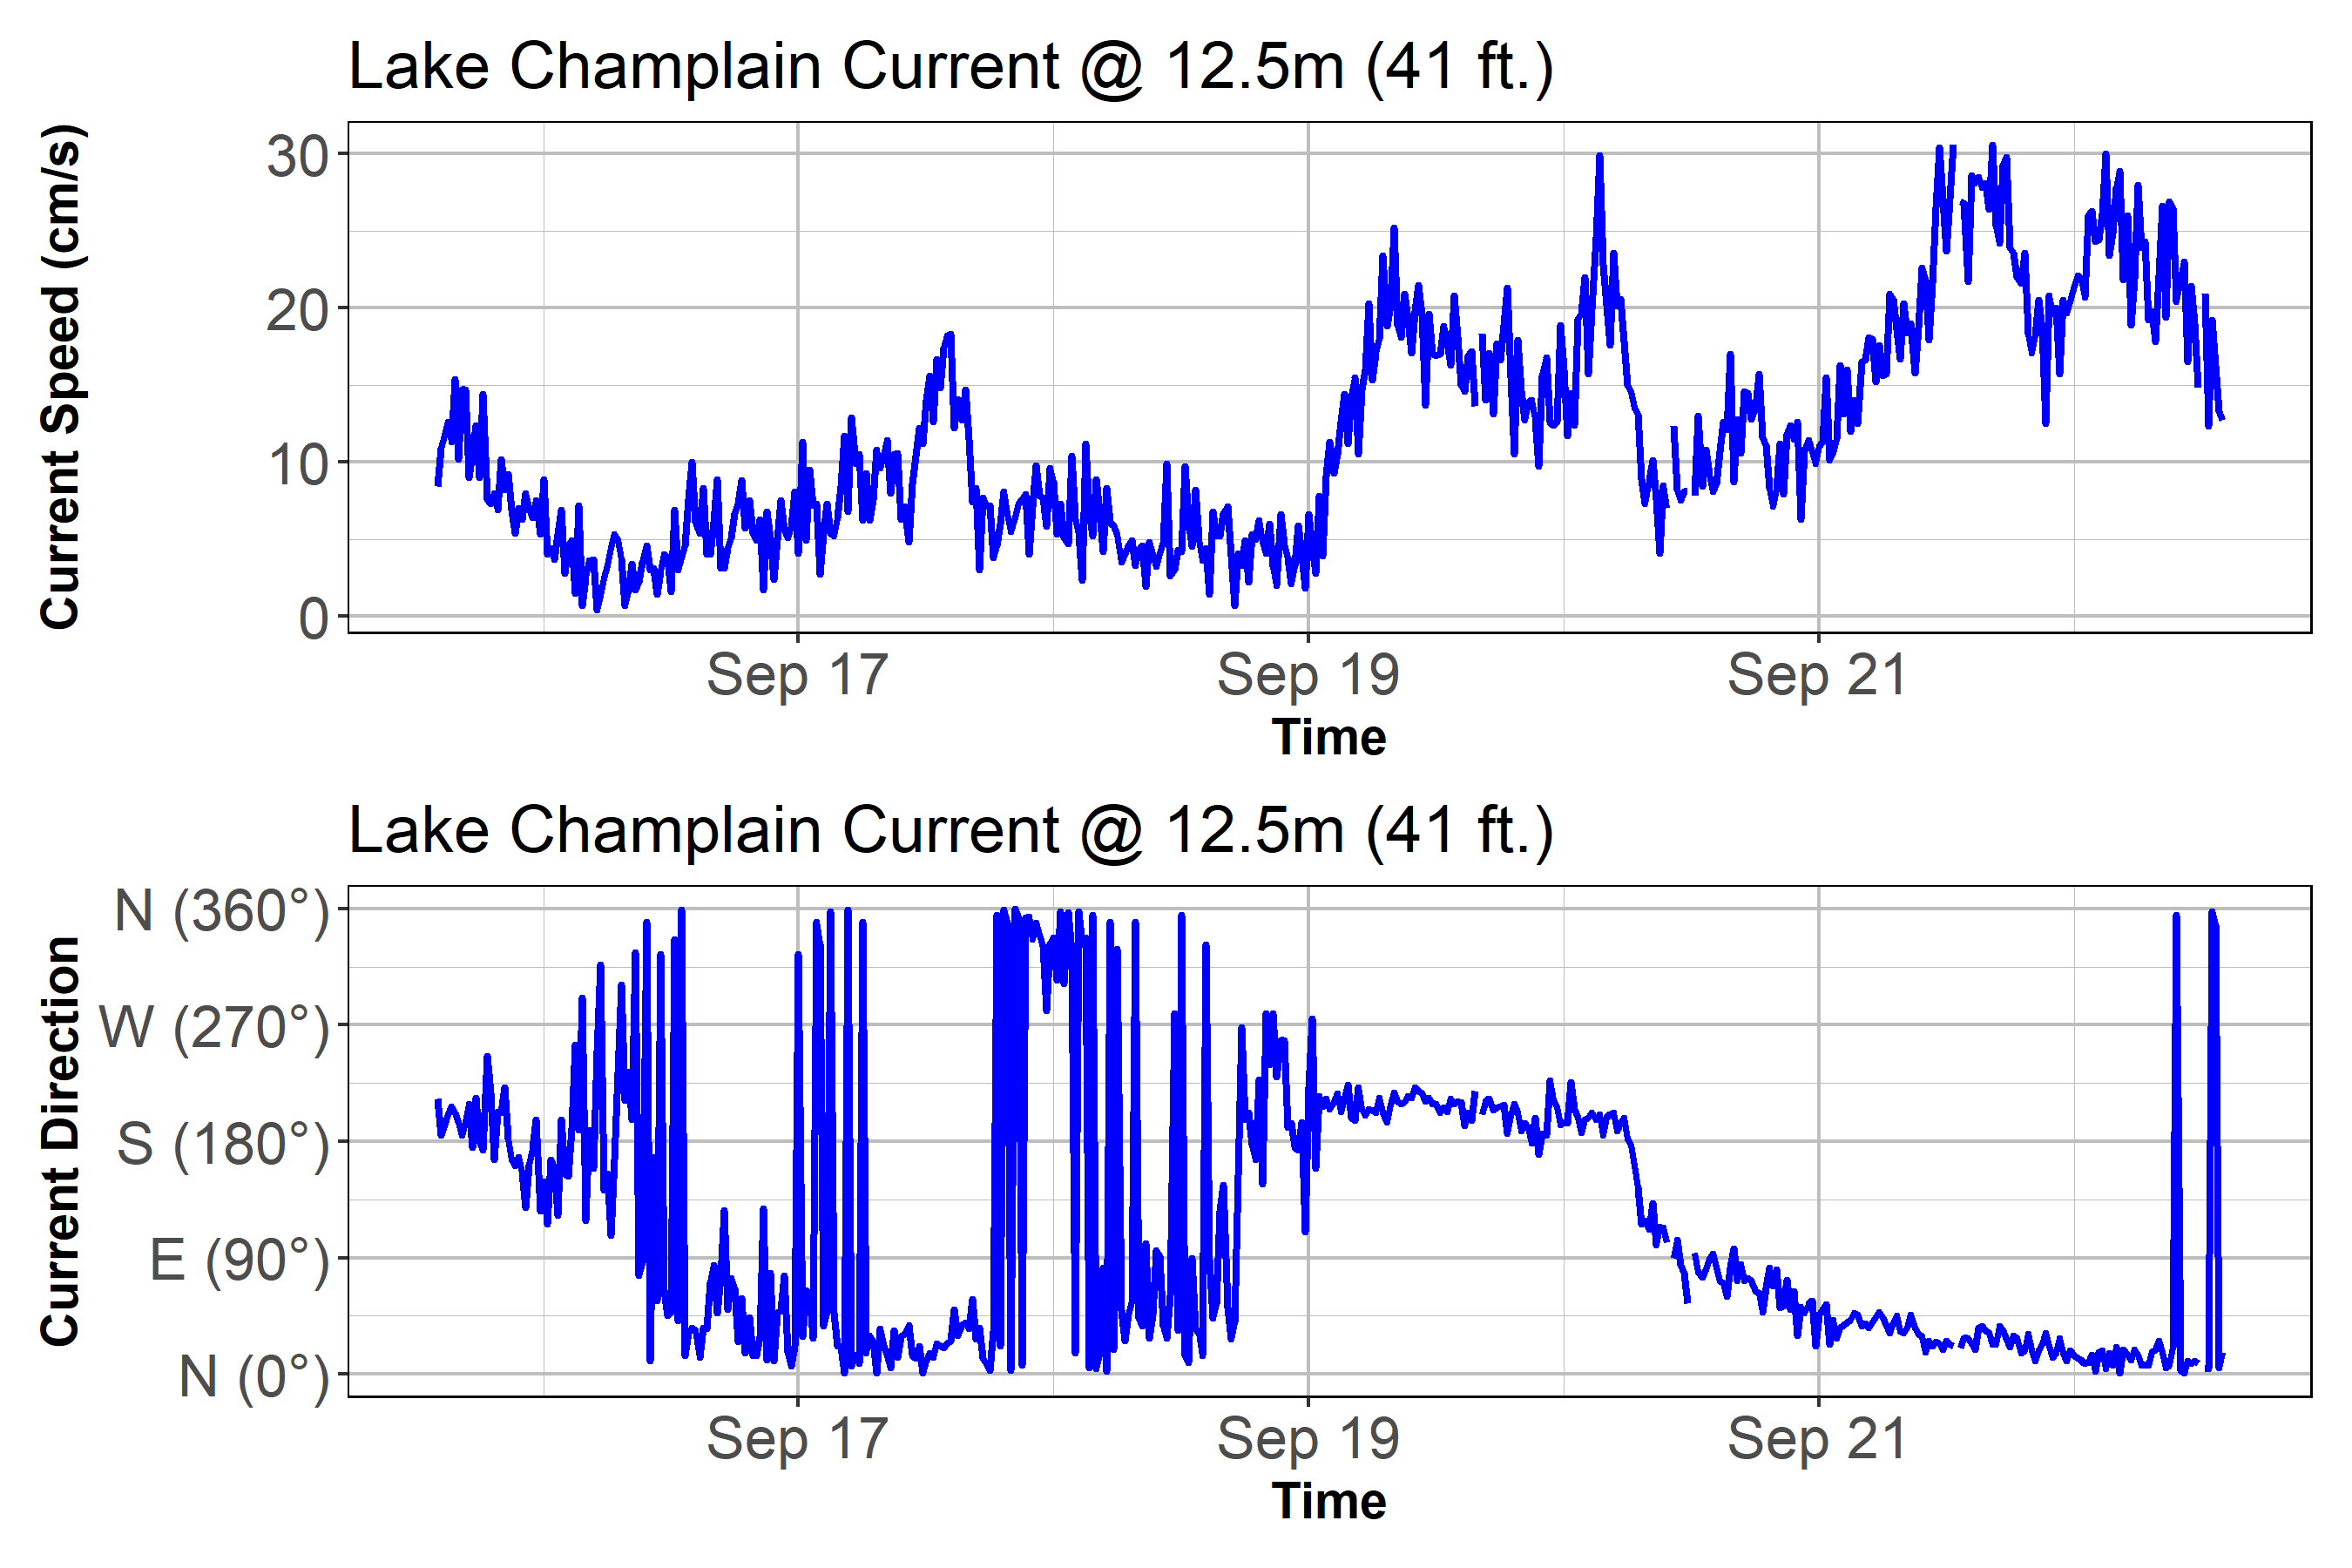 Lake Champlain Current @ 12.5m (41 ft.)
Current Speed (cm/s)
30
20
10
0
Sep 17 Sep 19 Sep 21
Time
Lake Champlain Current @ 12.5m (41 ft.)
Current Direction
N (360°)
W (270°)
S (180°)
E (90°)
N (0°)
Sep 17 Sep 19 Sep 21
Time